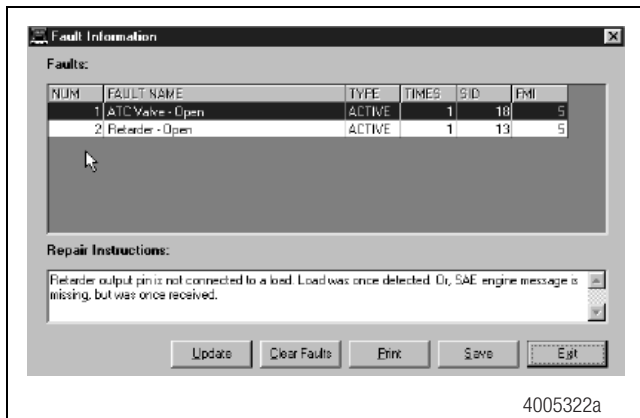 Fault Information
Faults:
NUM FAULT NAME TYPE TIMES SID FMI
1 ATC Valve - Open ACTIVE 1 18 5
2 Retarder - Open ACTIVE 1 13 5
Repair Instructions:
Retarder output pin is not connected to a load. Load was once detected. Or, SAE engine message is
missing, but was once received.
Update Clear Faults Print Save Exit
4005322a